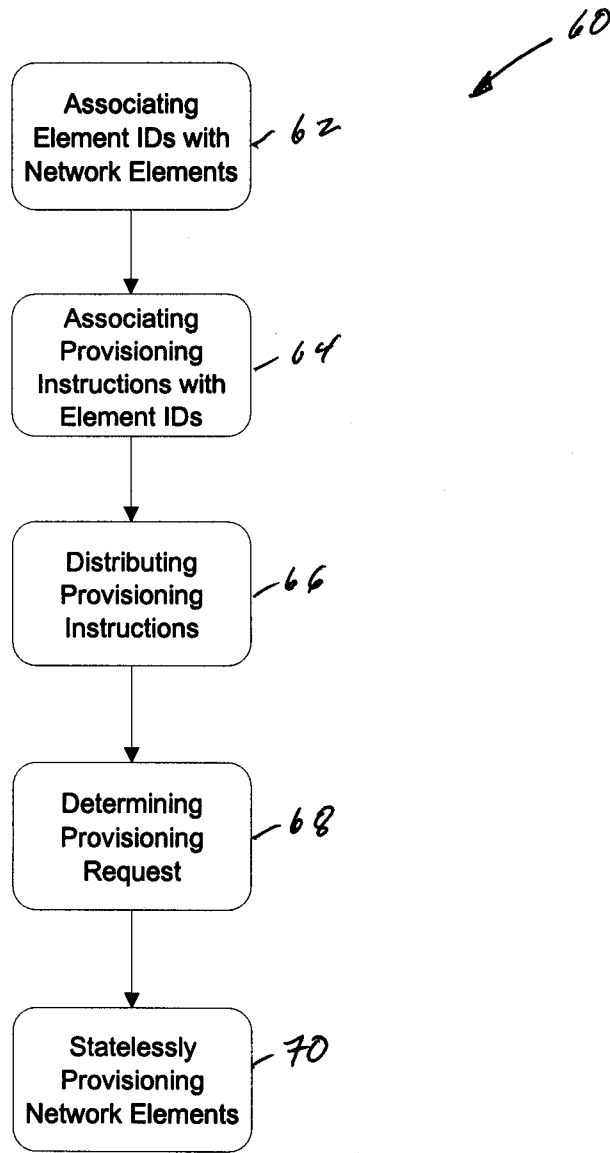 60
Associating
Element IDs with
Network Elements
62
Associating
Provisioning
Instructions with
Element IDs
64
Distributing
Provisioning
Instructions
66
Determining
Provisioning
Request
68
Statelessly
Provisioning
Network Elements
70